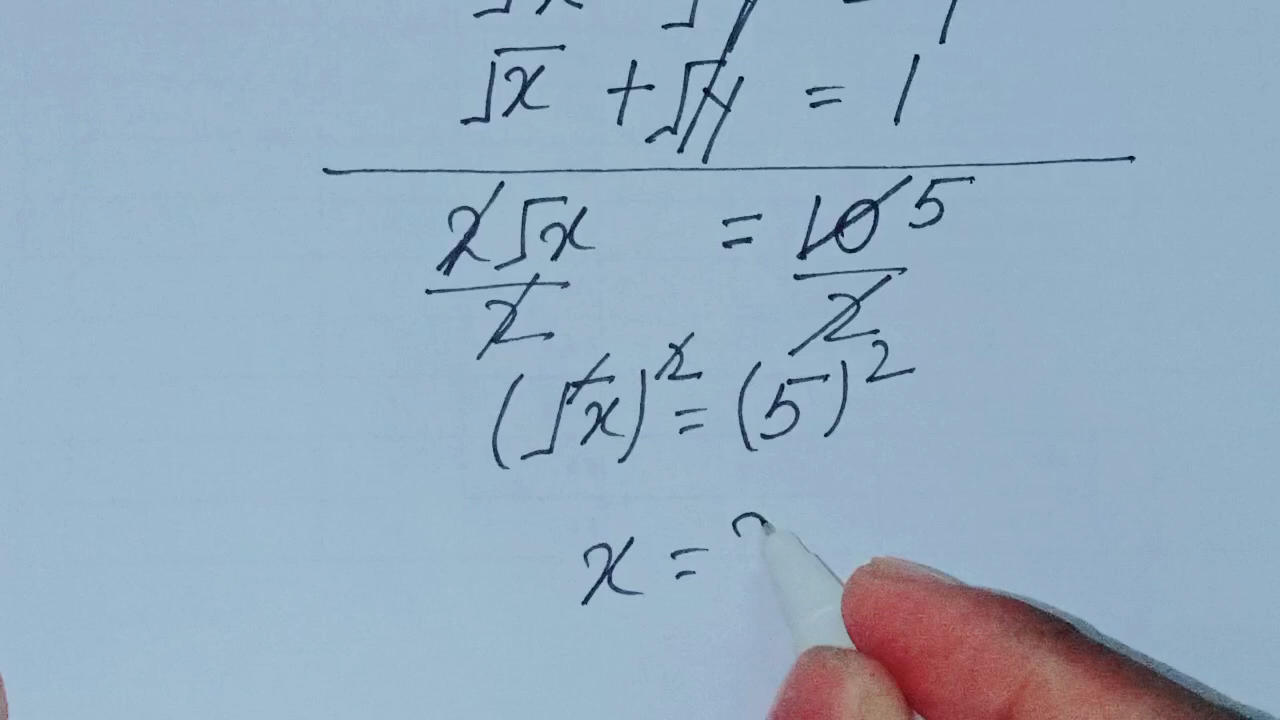 √x + √y = 1
2√x/2 = 10/2 5
(√x)² = (5)²
x =